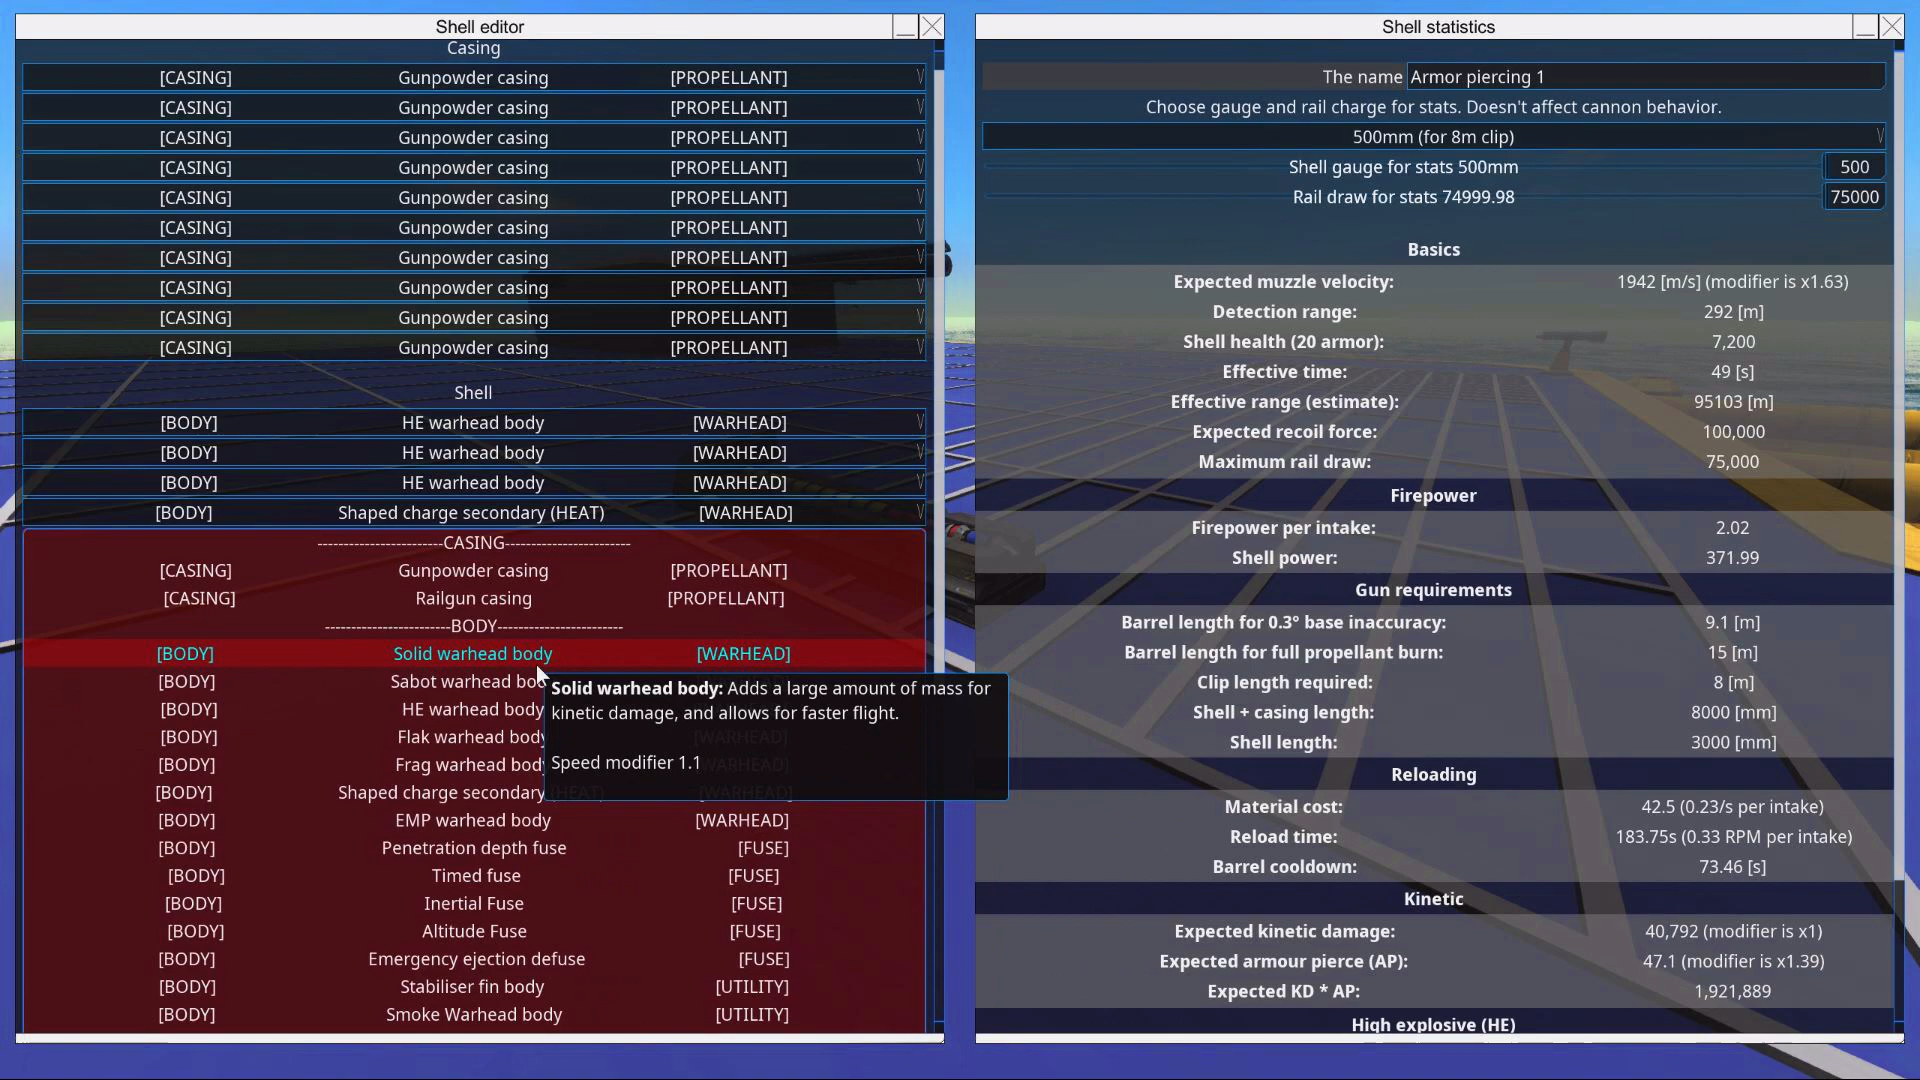 Shell editor
Casing
[CASING] Gunpowder casing [PROPELLANT]
[CASING] Gunpowder casing [PROPELLANT]
[CASING] Gunpowder casing [PROPELLANT]
[CASING] Gunpowder casing [PROPELLANT]
[CASING] Gunpowder casing [PROPELLANT]
[CASING] Gunpowder casing [PROPELLANT]
[CASING] Gunpowder casing [PROPELLANT]
[CASING] Gunpowder casing [PROPELLANT]
[CASING] Gunpowder casing [PROPELLANT]
[CASING] Gunpowder casing [PROPELLANT]
Shell
[BODY] HE warhead body [WARHEAD]
[BODY] HE warhead body [WARHEAD]
[BODY] HE warhead body [WARHEAD]
[BODY] Shaped charge secondary (HEAT) [WARHEAD]
------------------------CASING------------------------
[CASING] Gunpowder casing [PROPELLANT]
[CASING] Railgun casing [PROPELLANT]
------------------------BODY------------------------
[BODY] Solid warhead body [WARHEAD]
[BODY] Sabot warhead
[BODY] HE warhead body
[BODY] Flak warhead body [WARHEAD]
[BODY] Frag warhead body
[BODY] Shaped charge secondary (HEAT) [WARHEAD]
[BODY] EMP warhead body [WARHEAD]
[BODY] Penetration depth fuse [FUSE]
[BODY] Timed fuse [FUSE]
[BODY] Inertial Fuse [FUSE]
[BODY] Altitude Fuse [FUSE]
[BODY] Emergency ejection defuse [FUSE]
[BODY] Stabiliser fin body [UTILITY]
[BODY] Smoke Warhead body [UTILITY]
Solid warhead body: Adds a large amount of mass for
kinetic damage, and allows for faster flight.
Speed modifier 1.1
Shell statistics
The name Armor piercing 1
Choose gauge and rail charge for stats. Doesn't affect cannon behavior.
500mm (for 8m clip)
Shell gauge for stats 500mm 500
Rail draw for stats 74999.98 75000
Basics
Expected muzzle velocity: 1942 [m/s] (modifier is x1.63)
Detection range: 292 [m]
Shell health (20 armor): 7,200
Effective time: 49 [s]
Effective range (estimate): 95103 [m]
Expected recoil force: 100,000
Maximum rail draw: 75,000
Firepower
Firepower per intake: 2.02
Shell power: 371.99
Gun requirements
Barrel length for 0.3° base inaccuracy: 9.1 [m]
Barrel length for full propellant burn: 15 [m]
Clip length required: 8 [m]
Shell + casing length: 8000 [mm]
Shell length: 3000 [mm]
Reloading
Material cost: 42.5 (0.23/s per intake)
Reload time: 183.75s (0.33 RPM per intake)
Barrel cooldown: 73.46 [s]
Kinetic
Expected kinetic damage: 40,792 (modifier is x1)
Expected armour pierce (AP): 47.1 (modifier is x1.39)
Expected KD * AP: 1,921,889
High explosive (HE)